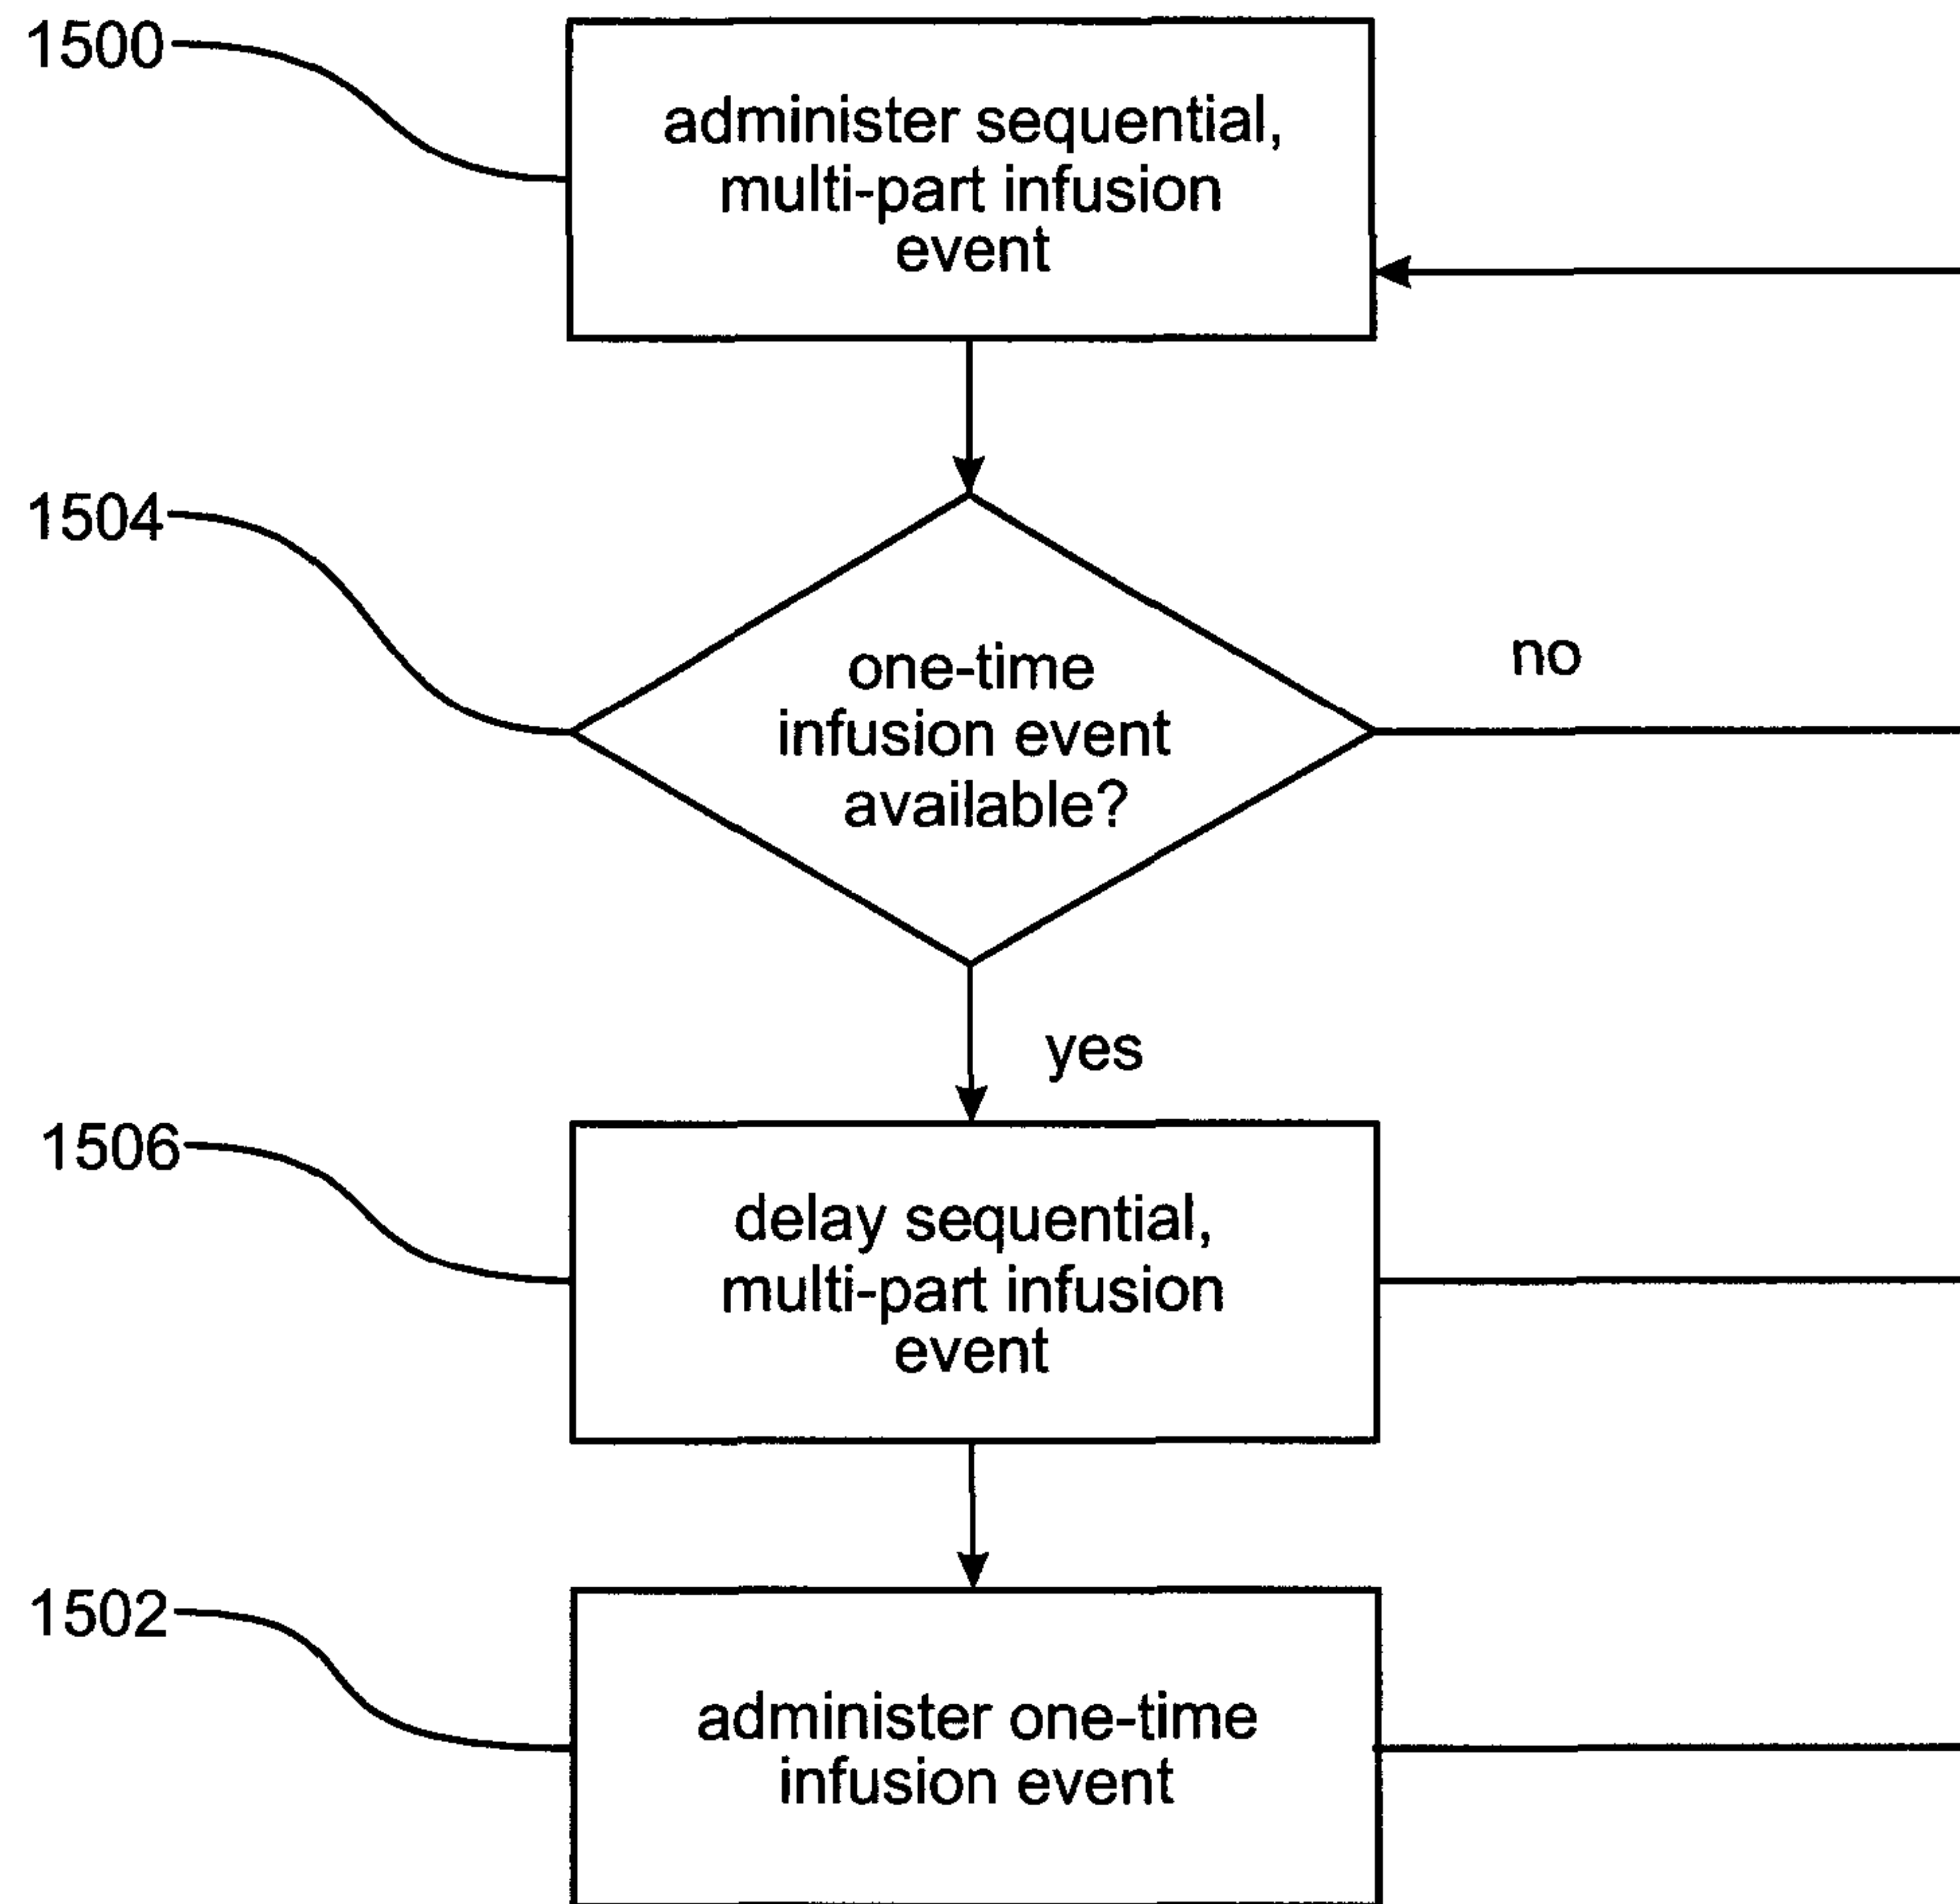 1500
administer sequential,
multi-part infusion
event
1504
one-time
infusion event
available?
no
yes
1506
delay sequential,
multi-part infusion
event
1502
administer one-time
infusion event